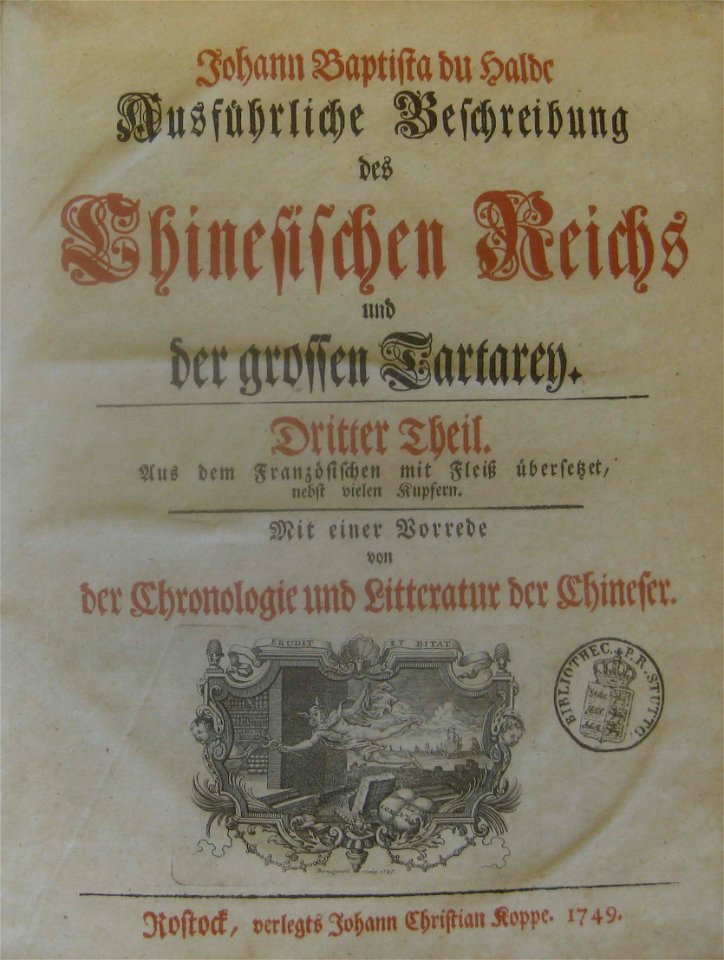 Johann Baptista du Halde
Ausführliche Beschreibung
des
Chinesischen Reichs
und
der grossen Tartarey.
Dritter Theil.
Aus dem Französischen mit Fleiß übersetzet,
nebst vielen Kupfern.
Mit einer Vorrede
von
der Chronologie und Litteratur der Chineser.
ERUDIT ET DITAT
BIBLIOTHEC. P. R. STUTTG.
sculp. 1747.
Rostock, verlegts Johann Christian Koppe. 1749.